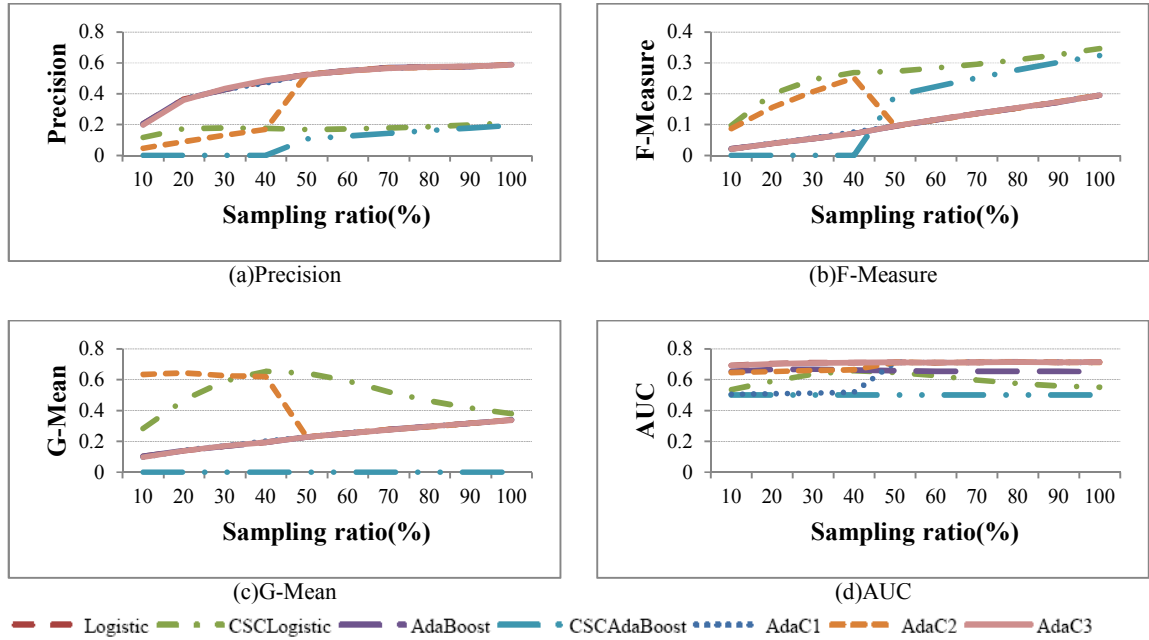 Precision
0.8
0.6
0.4
0.2
0
10 20 30 40 50 60 70 80 90 100
Sampling ratio(%)
(a)Precision
F-Measure
0.4
0.3
0.2
0.1
0
10 20 30 40 50 60 70 80 90 100
Sampling ratio(%)
(b)F-Measure
G-Mean
0.8
0.6
0.4
0.2
0
10 20 30 40 50 60 70 80 90 100
Sampling ratio(%)
(c)G-Mean
AUC
0.8
0.6
0.4
0.2
0
10 20 30 40 50 60 70 80 90 100
Sampling ratio(%)
(d)AUC
Logistic CSCLogistic AdaBoost CSCAdaBoost AdaC1 AdaC2 AdaC3